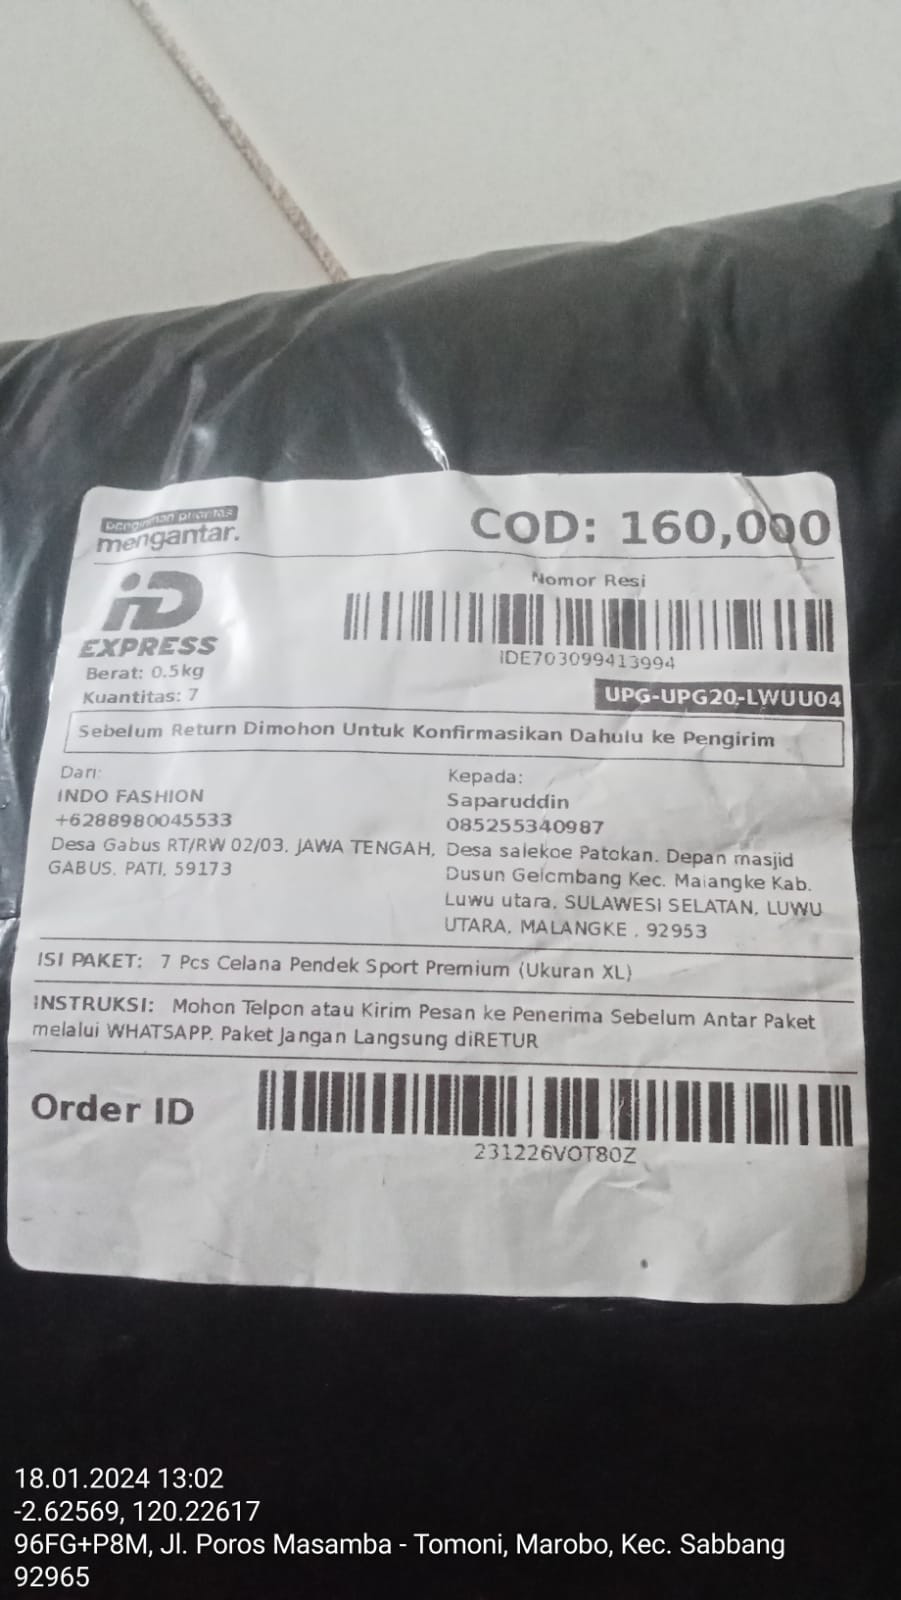 pengiriman prioritas
mengantar.
COD: 160,000
Nomor Resi
iD
EXPRESS
IDE703099413994
Berat: 0.5kg
Kuantitas: 7
UPG-UPG20-LWUU04
Sebelum Return Dimohon Untuk Konfirmasikan Dahulu ke Pengirim
Dari:
INDO FASHION
+6288980045533
Desa Gabus RT/RW 02/03, JAWA TENGAH,
GABUS, PATI, 59173
Kepada:
Saparuddin
085255340987
Desa salekoe Patokan. Depan masjid
Dusun Gelombang Kec. Malangke Kab.
Luwu utara, SULAWESI SELATAN, LUWU
UTARA, MALANGKE , 92953
ISI PAKET: 7 Pcs Celana Pendek Sport Premium (Ukuran XL)
INSTRUKSI: Mohon Telpon atau Kirim Pesan ke Penerima Sebelum Antar Paket
melalui WHATSAPP. Paket Jangan Langsung diRETUR
Order ID
231226VOT80Z
18.01.2024 13:02
-2.62569, 120.22617
96FG+P8M, Jl. Poros Masamba - Tomoni, Marobo, Kec. Sabbang
92965